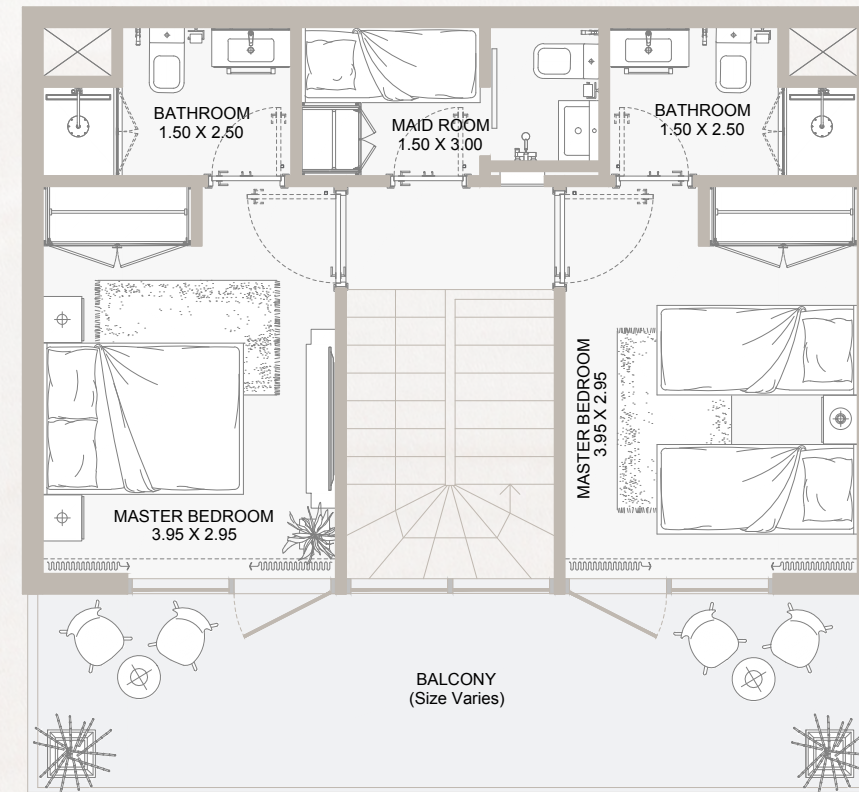 BATHROOM
1.50 X 2.50
MAID ROOM
1.50 X 3.00
BATHROOM
1.50 X 2.50
MASTER BEDROOM
3.95 X 2.95
MASTER BEDROOM
3.95 X 2.95
BALCONY
(Size Varies)